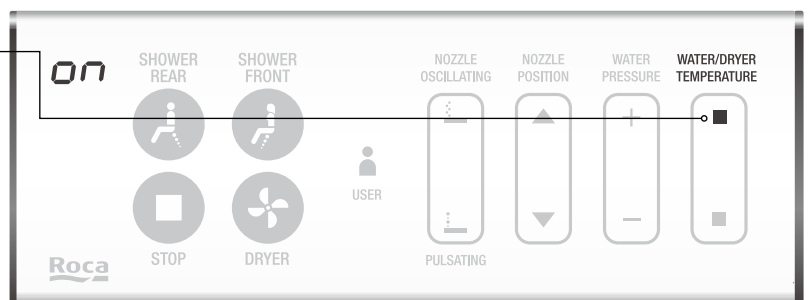 on
SHOWER
REAR
SHOWER
FRONT
NOZZLE
OSCILLATING
NOZZLE
POSITION
WATER
PRESSURE
WATER/DRYER
TEMPERATURE
USER
STOP
DRYER
PULSATING
Roca